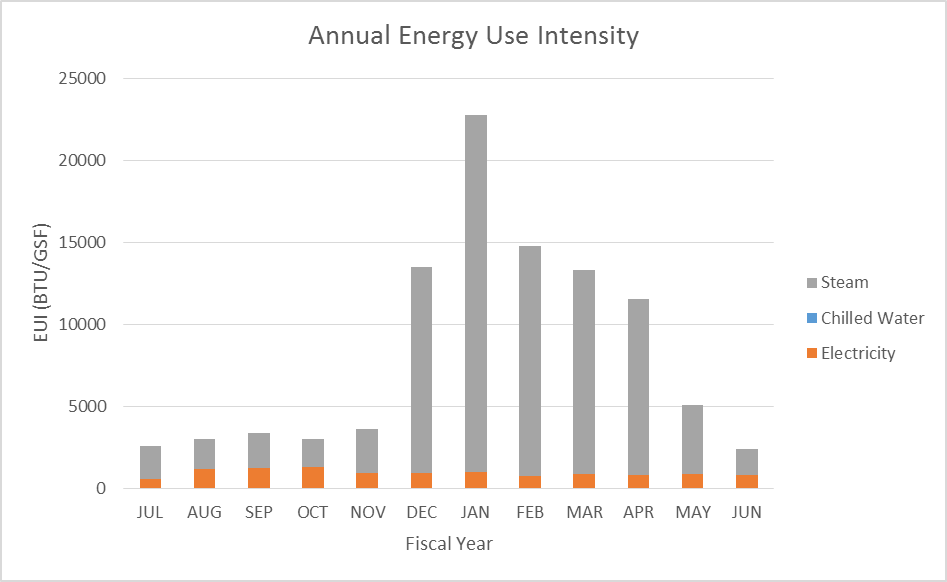 Annual Energy Use Intensity
25000
20000
15000
10000
5000
0
EUI (BTU/GSF)
JUL AUG SEP OCT NOV DEC JAN FEB MAR APR MAY JUN
Fiscal Year
Steam
Chilled Water
Electricity